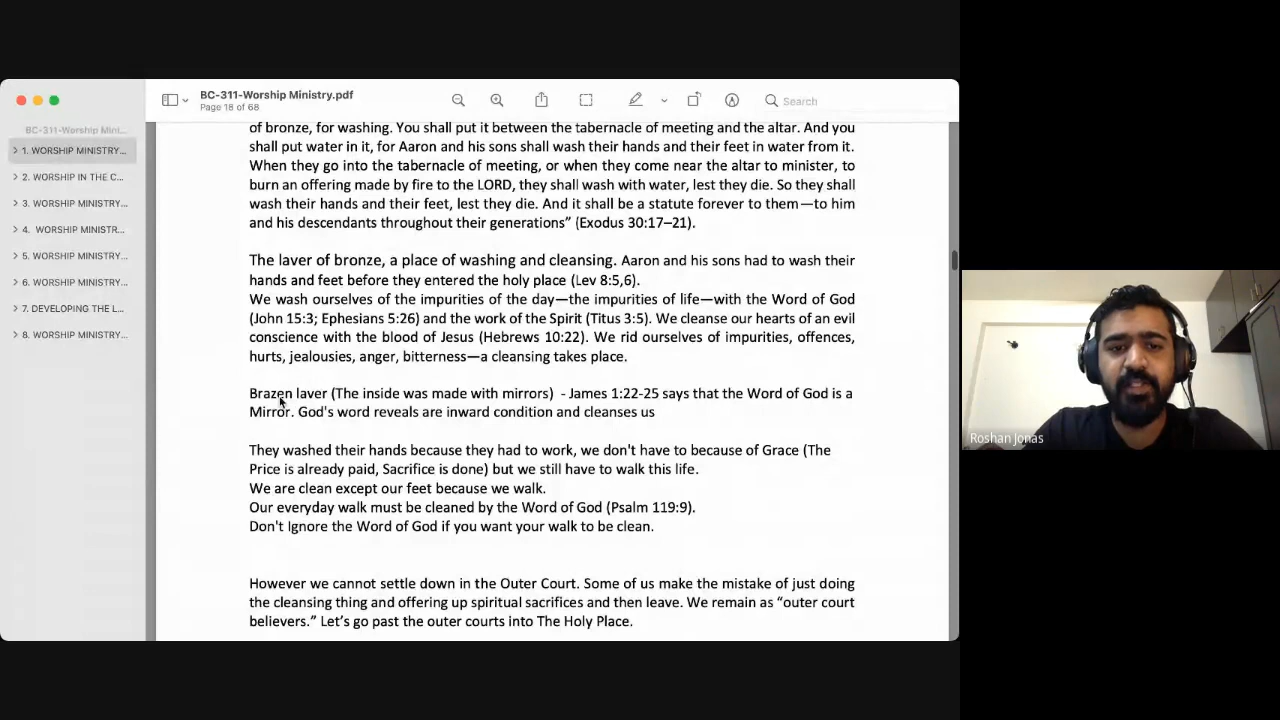 BC-311-Worship Ministry.pdf
Page 18 of 68
Search
BC-311-Worship Mini...
1. WORSHIP MINISTRY...
2. WORSHIP IN THE C...
3. WORSHIP MINISTRY...
4. WORSHIP MINISTR...
5. WORSHIP MINISTRY...
6. WORSHIP MINISTRY...
7. DEVELOPING THE L...
8. WORSHIP MINISTRY...
of bronze, for washing. You shall put it between the tabernacle of meeting and the altar. And you
shall put water in it, for Aaron and his sons shall wash their hands and their feet in water from it.
When they go into the tabernacle of meeting, or when they come near the altar to minister, to
burn an offering made by fire to the LORD, they shall wash with water, lest they die. So they shall
wash their hands and their feet, lest they die. And it shall be a statute forever to them—to him
and his descendants throughout their generations” (Exodus 30:17–21).
The laver of bronze, a place of washing and cleansing. Aaron and his sons had to wash their
hands and feet before they entered the holy place (Lev 8:5,6).
We wash ourselves of the impurities of the day—the impurities of life—with the Word of God
(John 15:3; Ephesians 5:26) and the work of the Spirit (Titus 3:5). We cleanse our hearts of an evil
conscience with the blood of Jesus (Hebrews 10:22). We rid ourselves of impurities, offences,
hurts, jealousies, anger, bitterness—a cleansing takes place.
Brazen laver (The inside was made with mirrors) - James 1:22-25 says that the Word of God is a
Mirror. God's word reveals are inward condition and cleanses us
They washed their hands because they had to work, we don't have to because of Grace (The
Price is already paid, Sacrifice is done) but we still have to walk this life.
We are clean except our feet because we walk.
Our everyday walk must be cleaned by the Word of God (Psalm 119:9).
Don't Ignore the Word of God if you want your walk to be clean.
However we cannot settle down in the Outer Court. Some of us make the mistake of just doing
the cleansing thing and offering up spiritual sacrifices and then leave. We remain as “outer court
believers.” Let’s go past the outer courts into The Holy Place.
Roshan Jonas